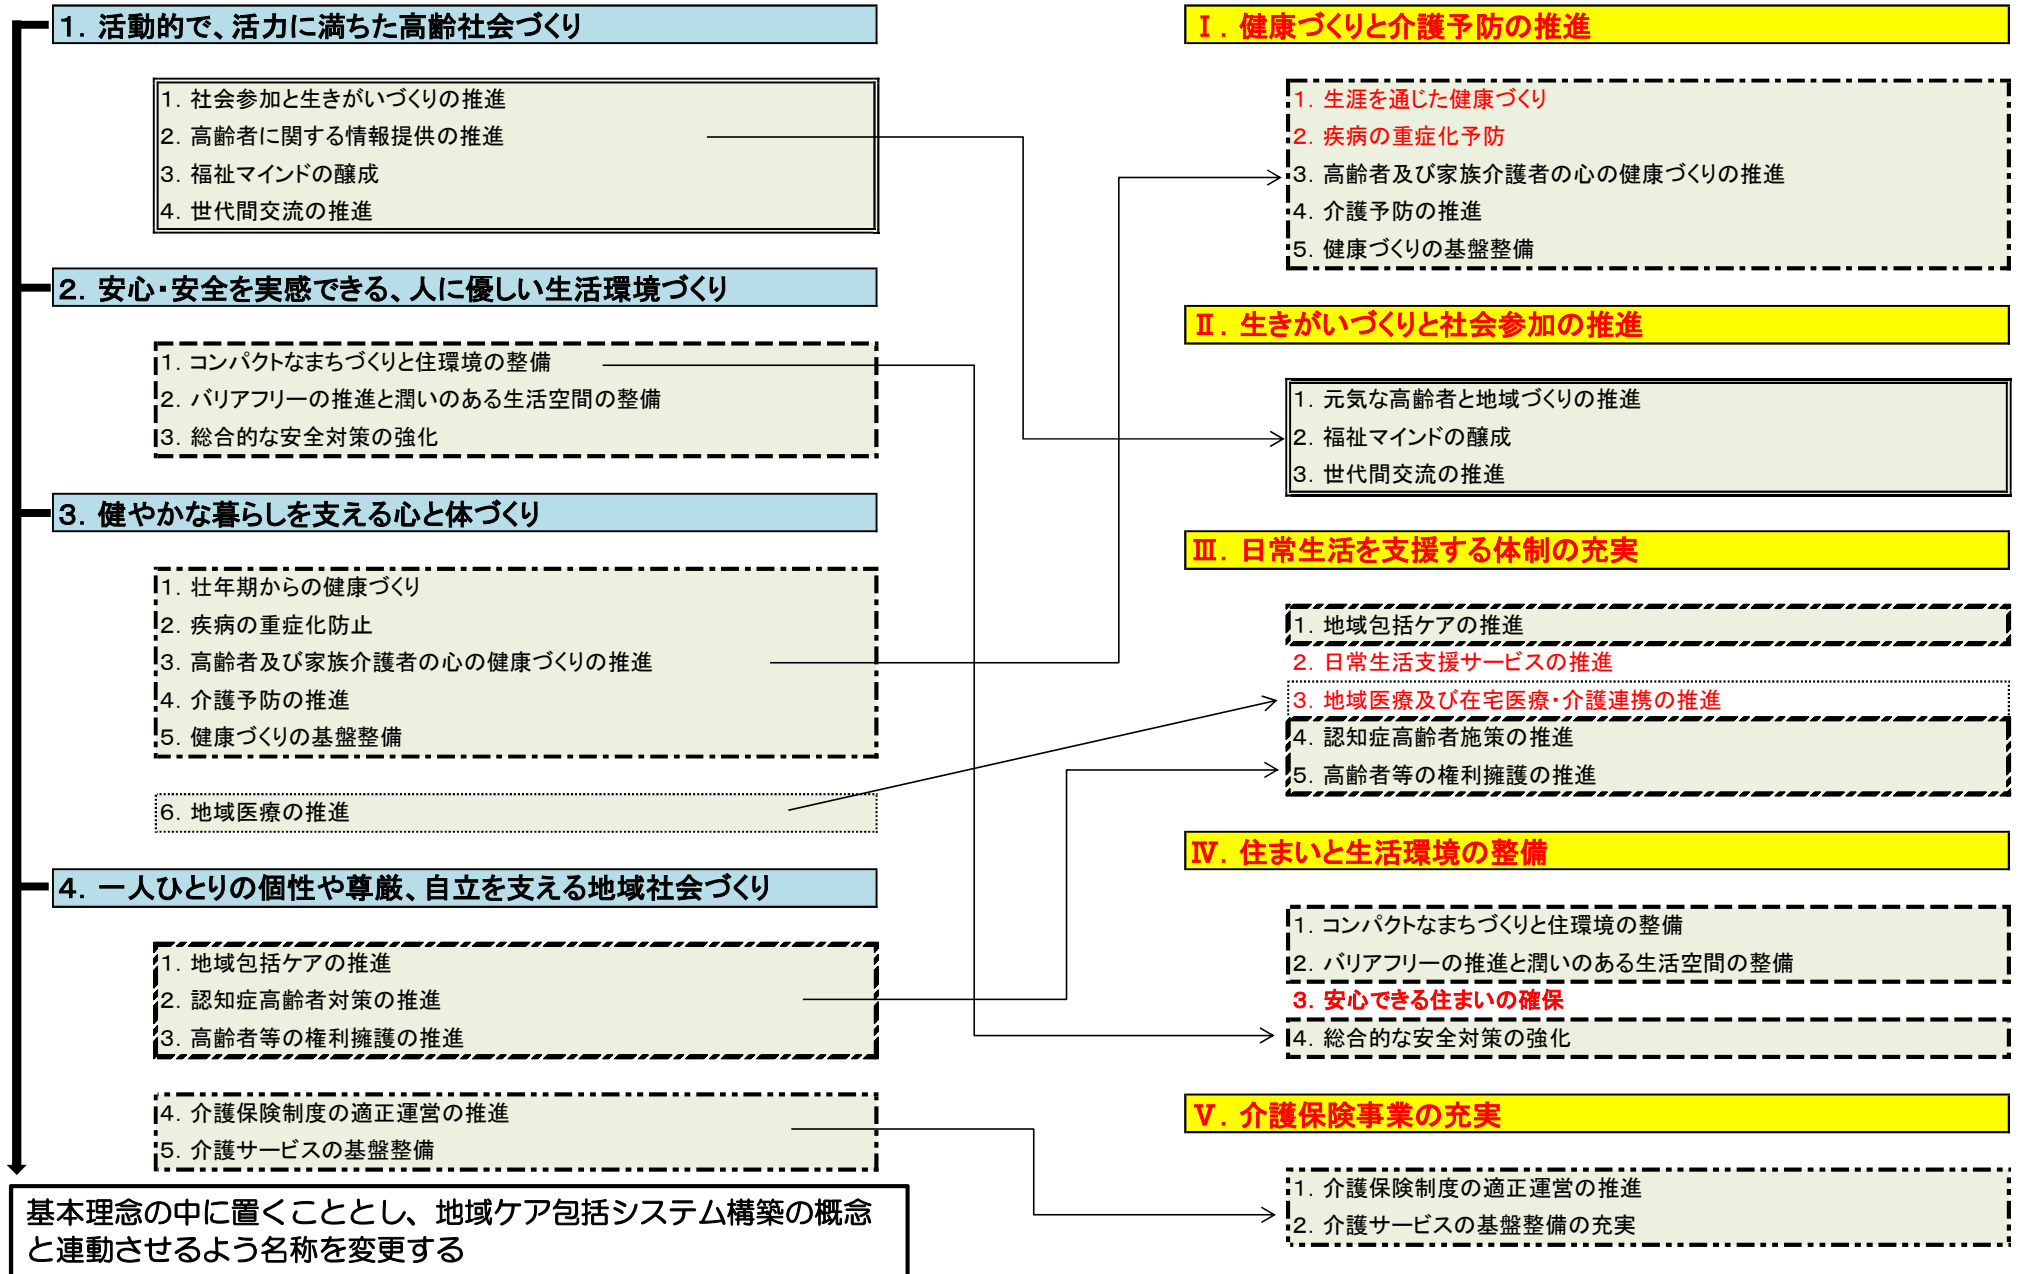 1. 活動的で、活力に満ちた高齢社会づくり
1. 社会参加と生きがいづくりの推進
2. 高齢者に関する情報提供の推進
3. 福祉マインドの醸成
4. 世代間交流の推進
2. 安心・安全を実感できる、人に優しい生活環境づくり
1. コンパクトなまちづくりと住環境の整備
2. バリアフリーの推進と潤いのある生活空間の整備
3. 総合的な安全対策の強化
3. 健やかな暮らしを支える心と体づくり
1. 壮年期からの健康づくり
2. 疾病の重症化防止
3. 高齢者及び家族介護者の心の健康づくりの推進
4. 介護予防の推進
5. 健康づくりの基盤整備
6. 地域医療の推進
4. 一人ひとりの個性や尊厳、自立を支える地域社会づくり
1. 地域包括ケアの推進
2. 認知症高齢者対策の推進
3. 高齢者等の権利擁護の推進
4. 介護保険制度の適正運営の推進
5. 介護サービスの基盤整備
基本理念の中に置くこととし、地域ケア包括システム構築の概念
と連動させるよう名称を変更する
Ⅰ. 健康づくりと介護予防の推進
1. 生涯を通じた健康づくり
2. 疾病の重症化予防
3. 高齢者及び家族介護者の心の健康づくりの推進
4. 介護予防の推進
5. 健康づくりの基盤整備
Ⅱ. 生きがいづくりと社会参加の推進
1. 元気な高齢者と地域づくりの推進
2. 福祉マインドの醸成
3. 世代間交流の推進
Ⅲ. 日常生活を支援する体制の充実
1. 地域包括ケアの推進
2. 日常生活支援サービスの推進
3. 地域医療及び在宅医療・介護連携の推進
4. 認知症高齢者施策の推進
5. 高齢者等の権利擁護の推進
Ⅳ. 住まいと生活環境の整備
1. コンパクトなまちづくりと住環境の整備
2. バリアフリーの推進と潤いのある生活空間の整備
3. 安心できる住まいの確保
4. 総合的な安全対策の強化
Ⅴ. 介護保険事業の充実
1. 介護保険制度の適正運営の推進
2. 介護サービスの基盤整備の充実